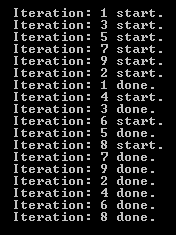 Iteration: 1 start.
Iteration: 3 start.
Iteration: 5 start.
Iteration: 7 start.
Iteration: 9 start.
Iteration: 2 start.
Iteration: 1 done.
Iteration: 4 start.
Iteration: 3 done.
Iteration: 6 start.
Iteration: 5 done.
Iteration: 8 start.
Iteration: 7 done.
Iteration: 9 done.
Iteration: 2 done.
Iteration: 4 done.
Iteration: 6 done.
Iteration: 8 done.